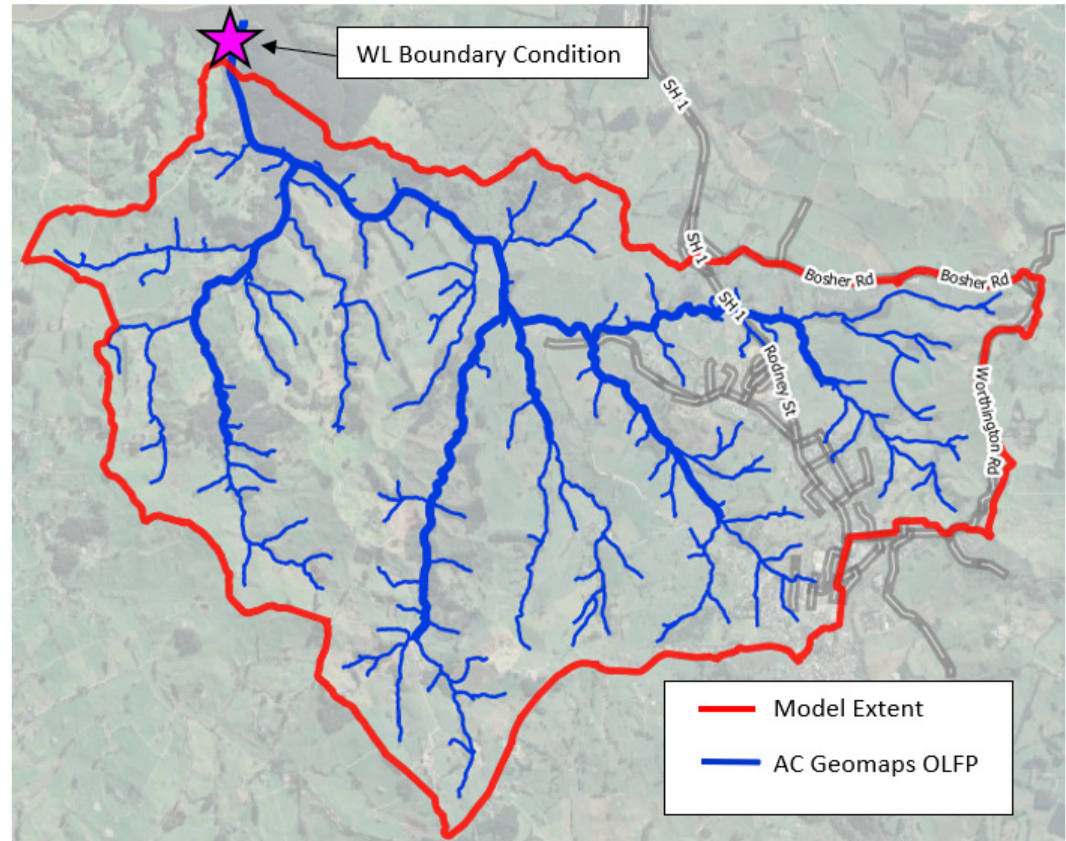 WL Boundary Condition
SH 1
SH 1
Bosher Rd
Bosher Rd
SH 1
Rodney St
Worthington Rd
Model Extent
AC Geomaps OLFP